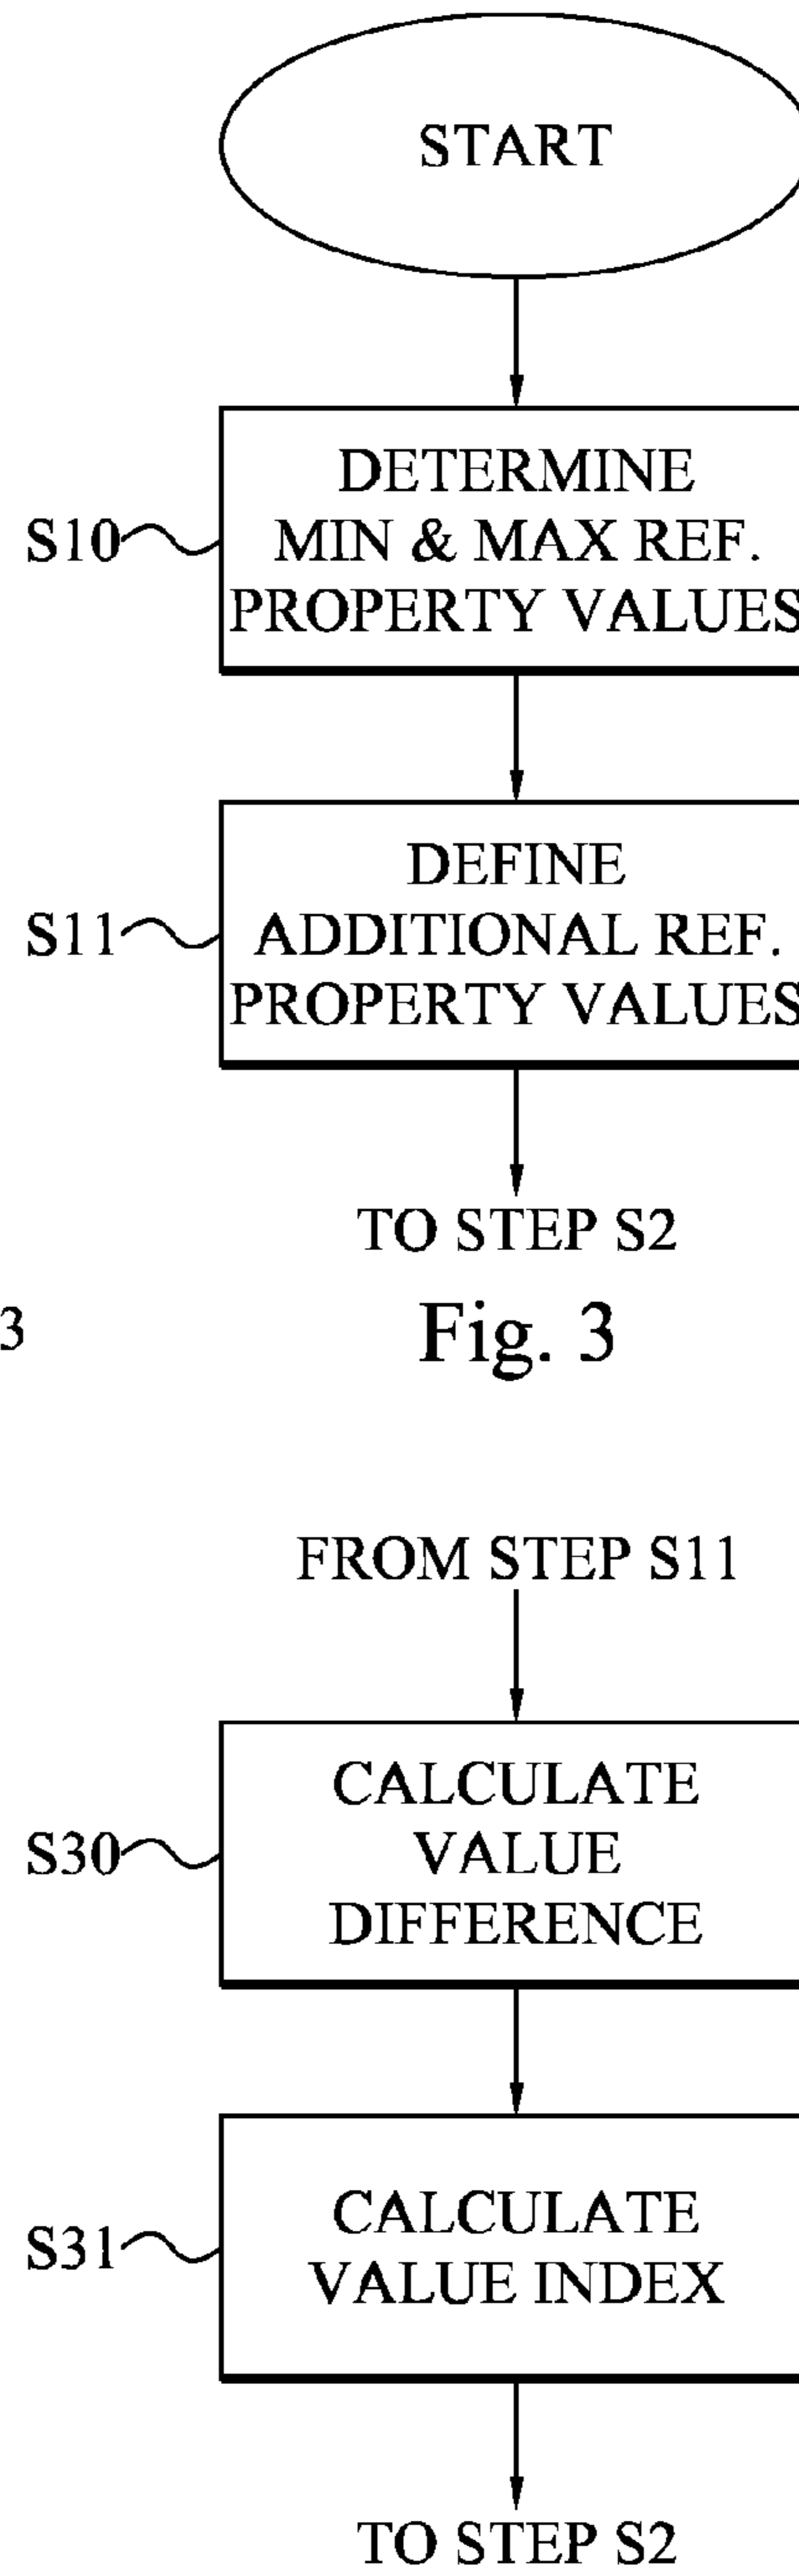 START
DETERMINE
S10
MIN & MAX REF.
PROPERTY VALUES
DEFINE
S11
ADDITIONAL REF.
PROPERTY VALUES
TO STEP S2
3
Fig. 3
FROM STEP S11
CALCULATE
S30
VALUE
DIFFERENCE
CALCULATE
S31
VALUE INDEX
TO STEP S2